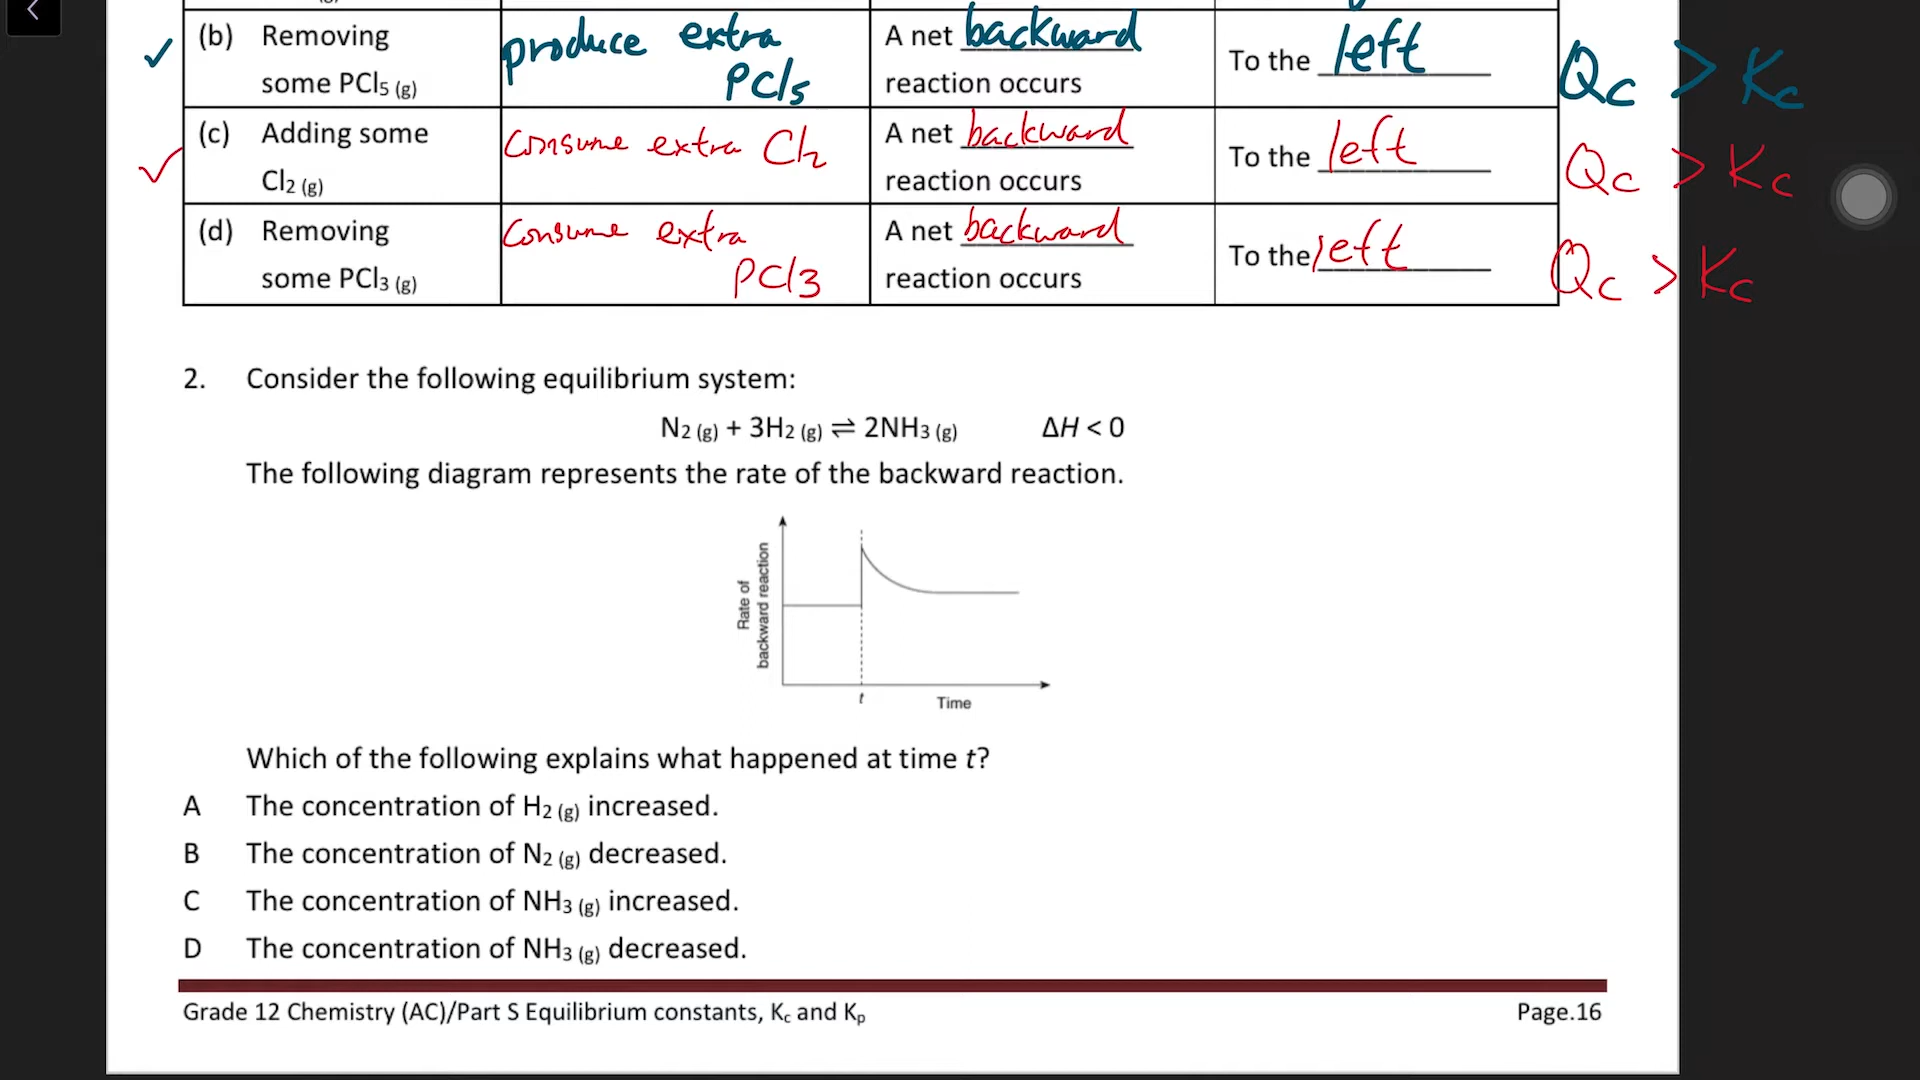 (b) Removing some PCl5 (g)
produce extra PCl5
A net backward reaction occurs
To the left
Qc > Kc
(c) Adding some Cl2 (g)
Consume extra Cl2
A net backward reaction occurs
To the left
Qc > Kc
(d) Removing some PCl3 (g)
Consume extra PCl3
A net backward reaction occurs
To the left
Qc > Kc
2. Consider the following equilibrium system:
N2 (g) + 3H2 (g) ⇌ 2NH3 (g) ΔH < 0
The following diagram represents the rate of the backward reaction.
Rate of
backward reaction
t
Time
Which of the following explains what happened at time t?
A The concentration of H2 (g) increased.
B The concentration of N2 (g) decreased.
C The concentration of NH3 (g) increased.
D The concentration of NH3 (g) decreased.
Grade 12 Chemistry (AC)/Part S Equilibrium constants, Kc and Kp
Page.16